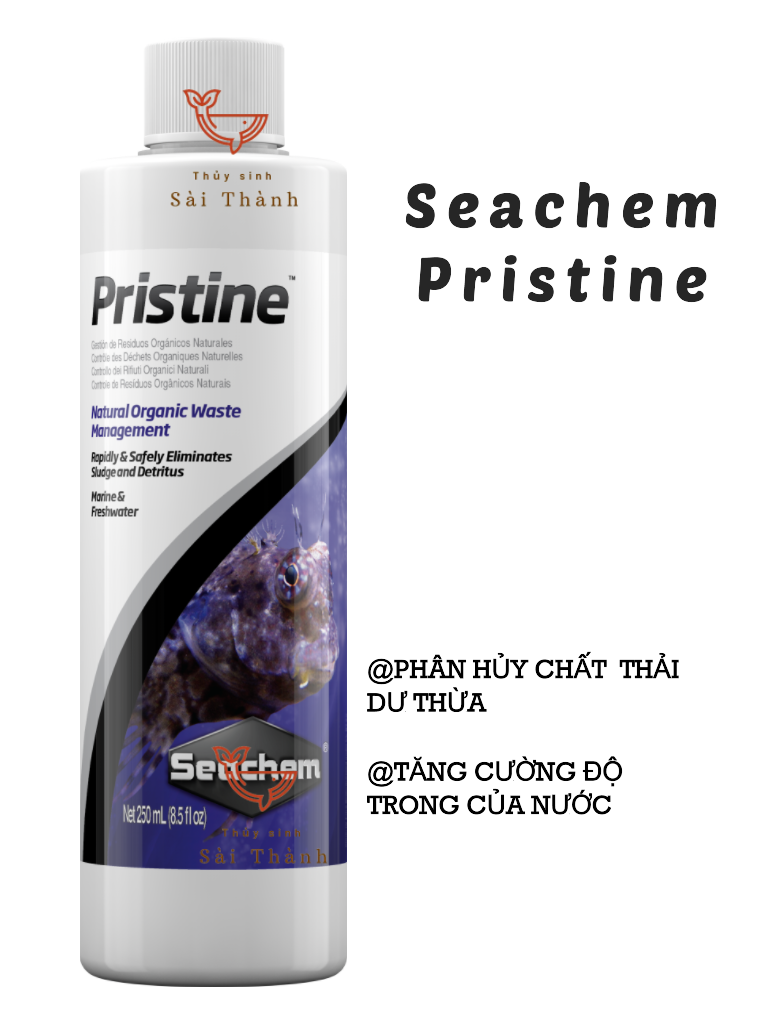 Thủy sinh
Sài Thành
Seachem
Pristine
Pristine™
Gestión de Residuos Orgánicos Naturales
Contrôle des Déchets Organiques Naturelles
Controllo dei Rifiuti Organici Naturali
Controle de Resíduos Orgânicos Naturais
Natural Organic Waste
Management
Rapidly & Safely Eliminates
Sludge and Detritus
Marine &
Freshwater
@PHÂN HỦY CHẤT THẢI
DƯ THỪA
@TĂNG CƯỜNG ĐỘ
TRONG CỦA NƯỚC
Seachem®
Net 250 mL (8.5 fl oz)
Thủy sinh
Sài Thành